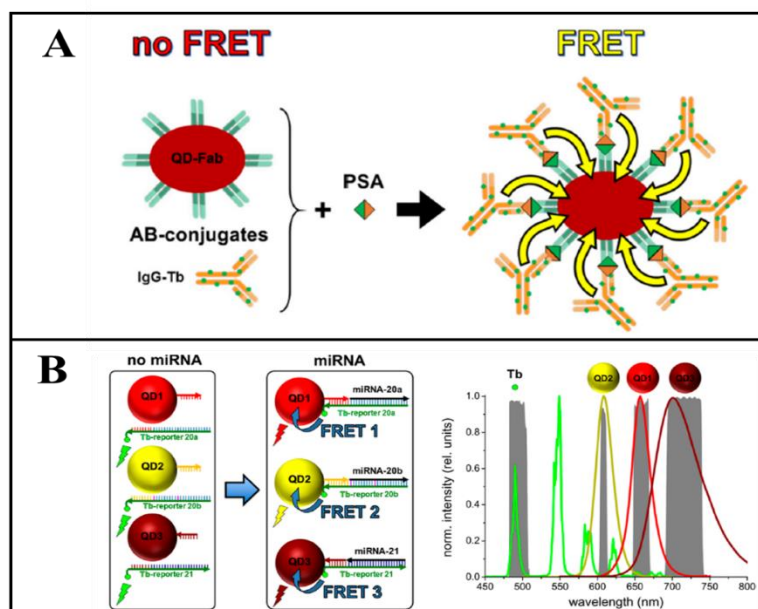 A
no FRET
FRET
QD-Fab
AB-conjugates
IgG-Tb
+
PSA
B
no miRNA
QD1
Tb-reporter 20a
QD2
Tb-reporter 20b
QD3
Tb-reporter 21
miRNA
QD1
miRNA-20a
Tb-reporter 20a
FRET 1
QD2
miRNA-20b
Tb-reporter 20b
FRET 2
QD3
miRNA-21
Tb-reporter 21
FRET 3
Tb
QD2
QD1
QD3
norm. intensity (rel. units)
1.0
0.8
0.6
0.4
0.2
0.0
450 500 550 600 650 700 750 800
wavelength (nm)